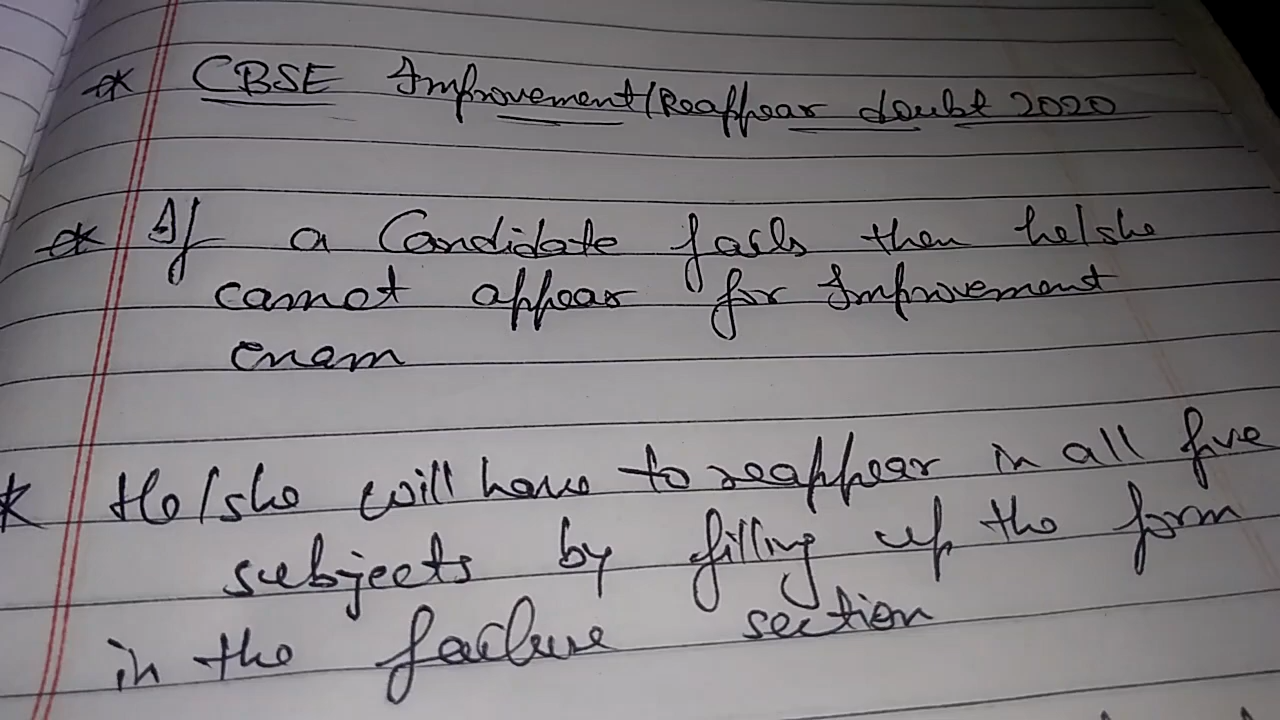 * CBSE Improvement/Reappear doubt 2020
* If a Candidate fails then he/she
cannot appear for Improvement
exam
* He/she will have to reappear in all five
subjects by filling up the form
in the failure section